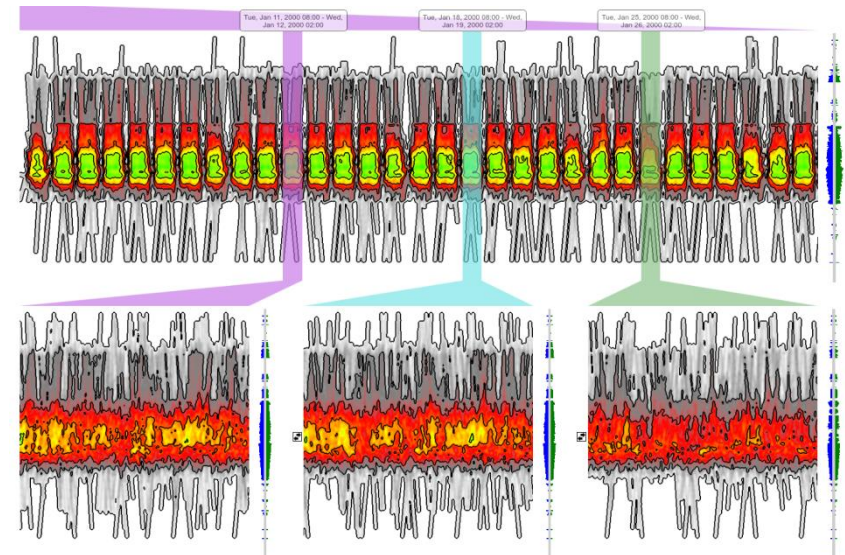 Tue, Jan 11, 2000 08:00 - Wed,
Jan 12, 2000 02:00
Tue, Jan 18, 2000 08:00 - Wed,
Jan 19, 2000 02:00
Tue, Jan 25, 2000 08:00 - Wed,
Jan 26, 2000 02:00